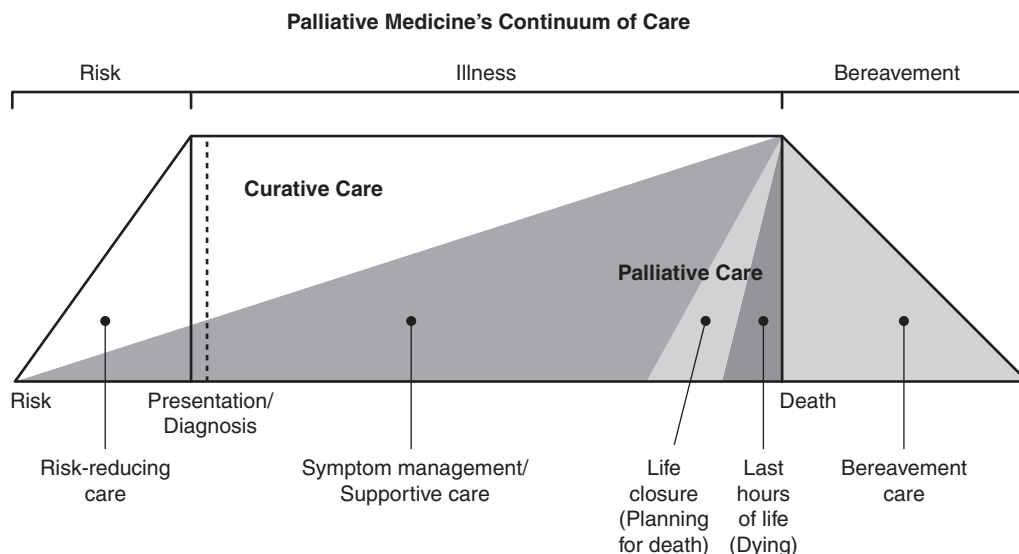 Palliative Medicine's Continuum of Care
Risk
Illness
Bereavement
Curative Care
Palliative Care
Risk
Presentation/
Diagnosis
Death
Risk-reducing
care
Symptom management/
Supportive care
Life
closure
(Planning
for death)
Last
hours
of life
(Dying)
Bereavement
care